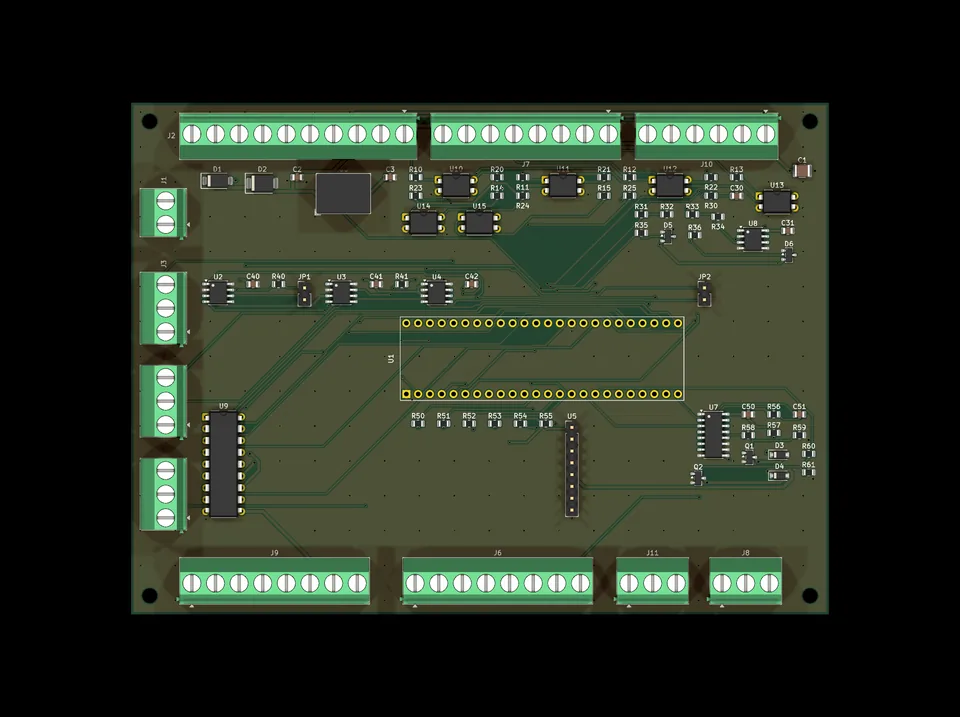 J2
D1 D2 C2 C3 R10 U10 R20 J7 U11 R21 R12 U12 J10 R13 C1
R23 R16 R11 R15 R25 R22 C30 U13
J1
U14 U15 R24 R31 R32 R33 R30
R35 D5 R36 R34 U8 C31
D6
J3
U2 C40 R40 JP1 U3 C41 R41 U4 C42 JP2
U1
U9 R50 R51 R52 R53 R54 R55 U5 U7 C50 R56 C51
R58 R57 R59
Q1 D3 R60
Q2 D4 R61
J9 J6 J11 J8